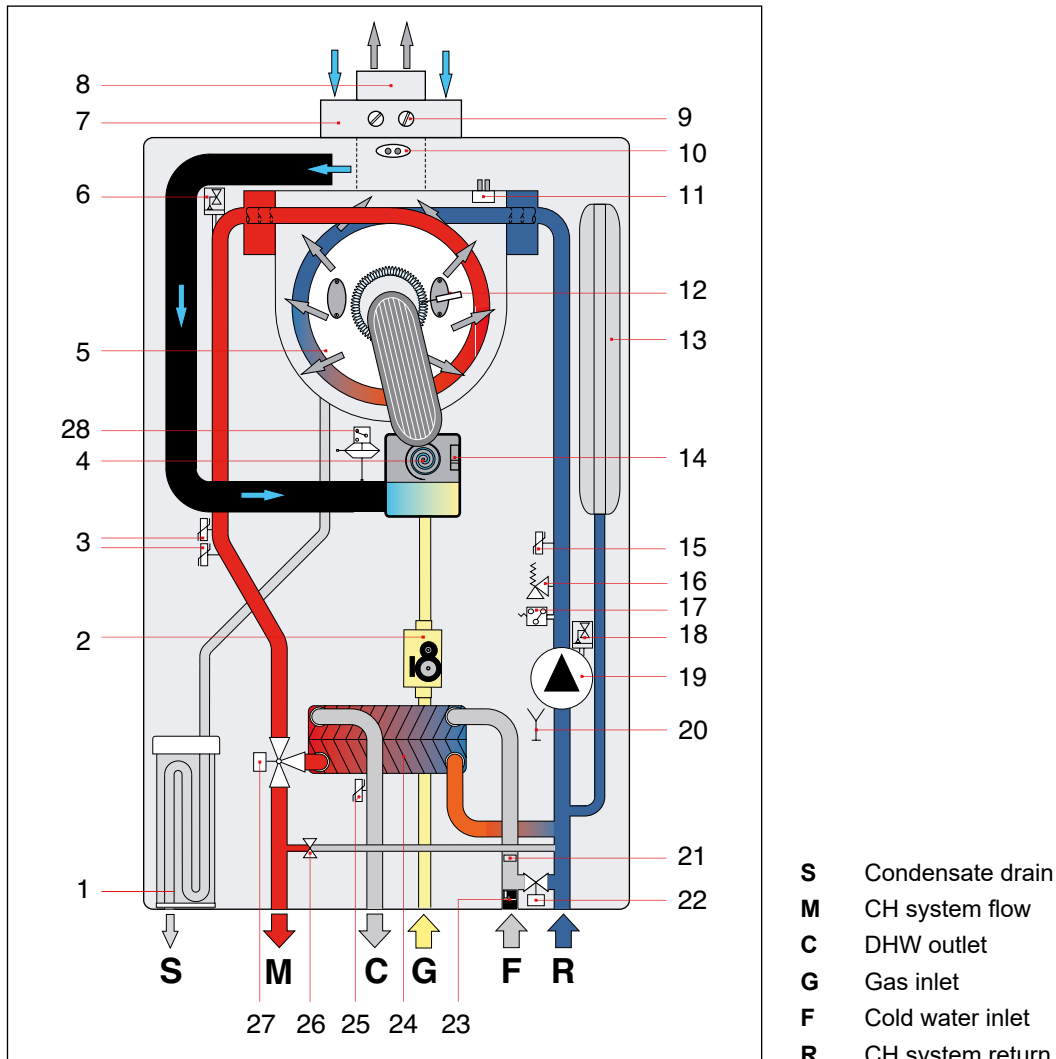 8
7
9
10
6
11
12
5
13
28
4
14
3
15
16
17
2
18
19
20
21
1
22
S M C G F R
27 26 25 24 23
S Condensate drain
M CH system flow
C DHW outlet
G Gas inlet
F Cold water inlet
R CH system return